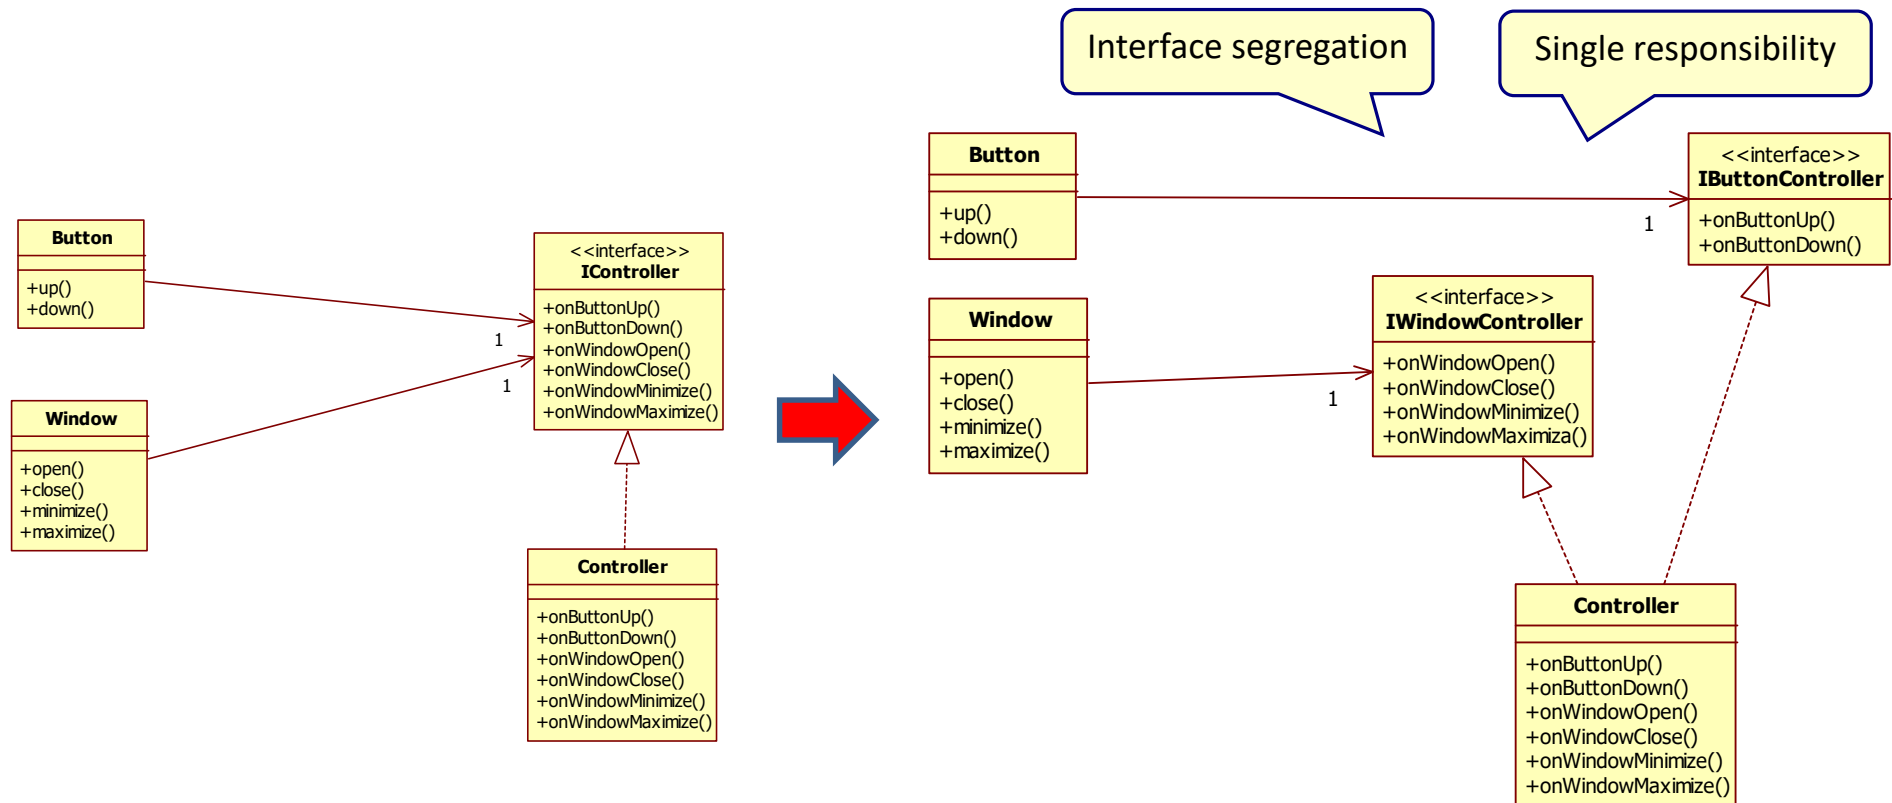 Button
+up()
+down()
Window
+open()
+close()
+minimize()
+maximize()
1
1
<<interface>>
IController
+onButtonUp()
+onButtonDown()
+onWindowOpen()
+onWindowClose()
+onWindowMinimize()
+onWindowMaximize()
Controller
+onButtonUp()
+onButtonDown()
+onWindowOpen()
+onWindowClose()
+onWindowMinimize()
+onWindowMaximize()
Interface segregation
Single responsibility
Button
+up()
+down()
1
<<interface>>
IButtonController
+onButtonUp()
+onButtonDown()
Window
+open()
+close()
+minimize()
+maximize()
1
<<interface>>
IWindowController
+onWindowOpen()
+onWindowClose()
+onWindowMinimize()
+onWindowMaximiza()
Controller
+onButtonUp()
+onButtonDown()
+onWindowOpen()
+onWindowClose()
+onWindowMinimize()
+onWindowMaximize()